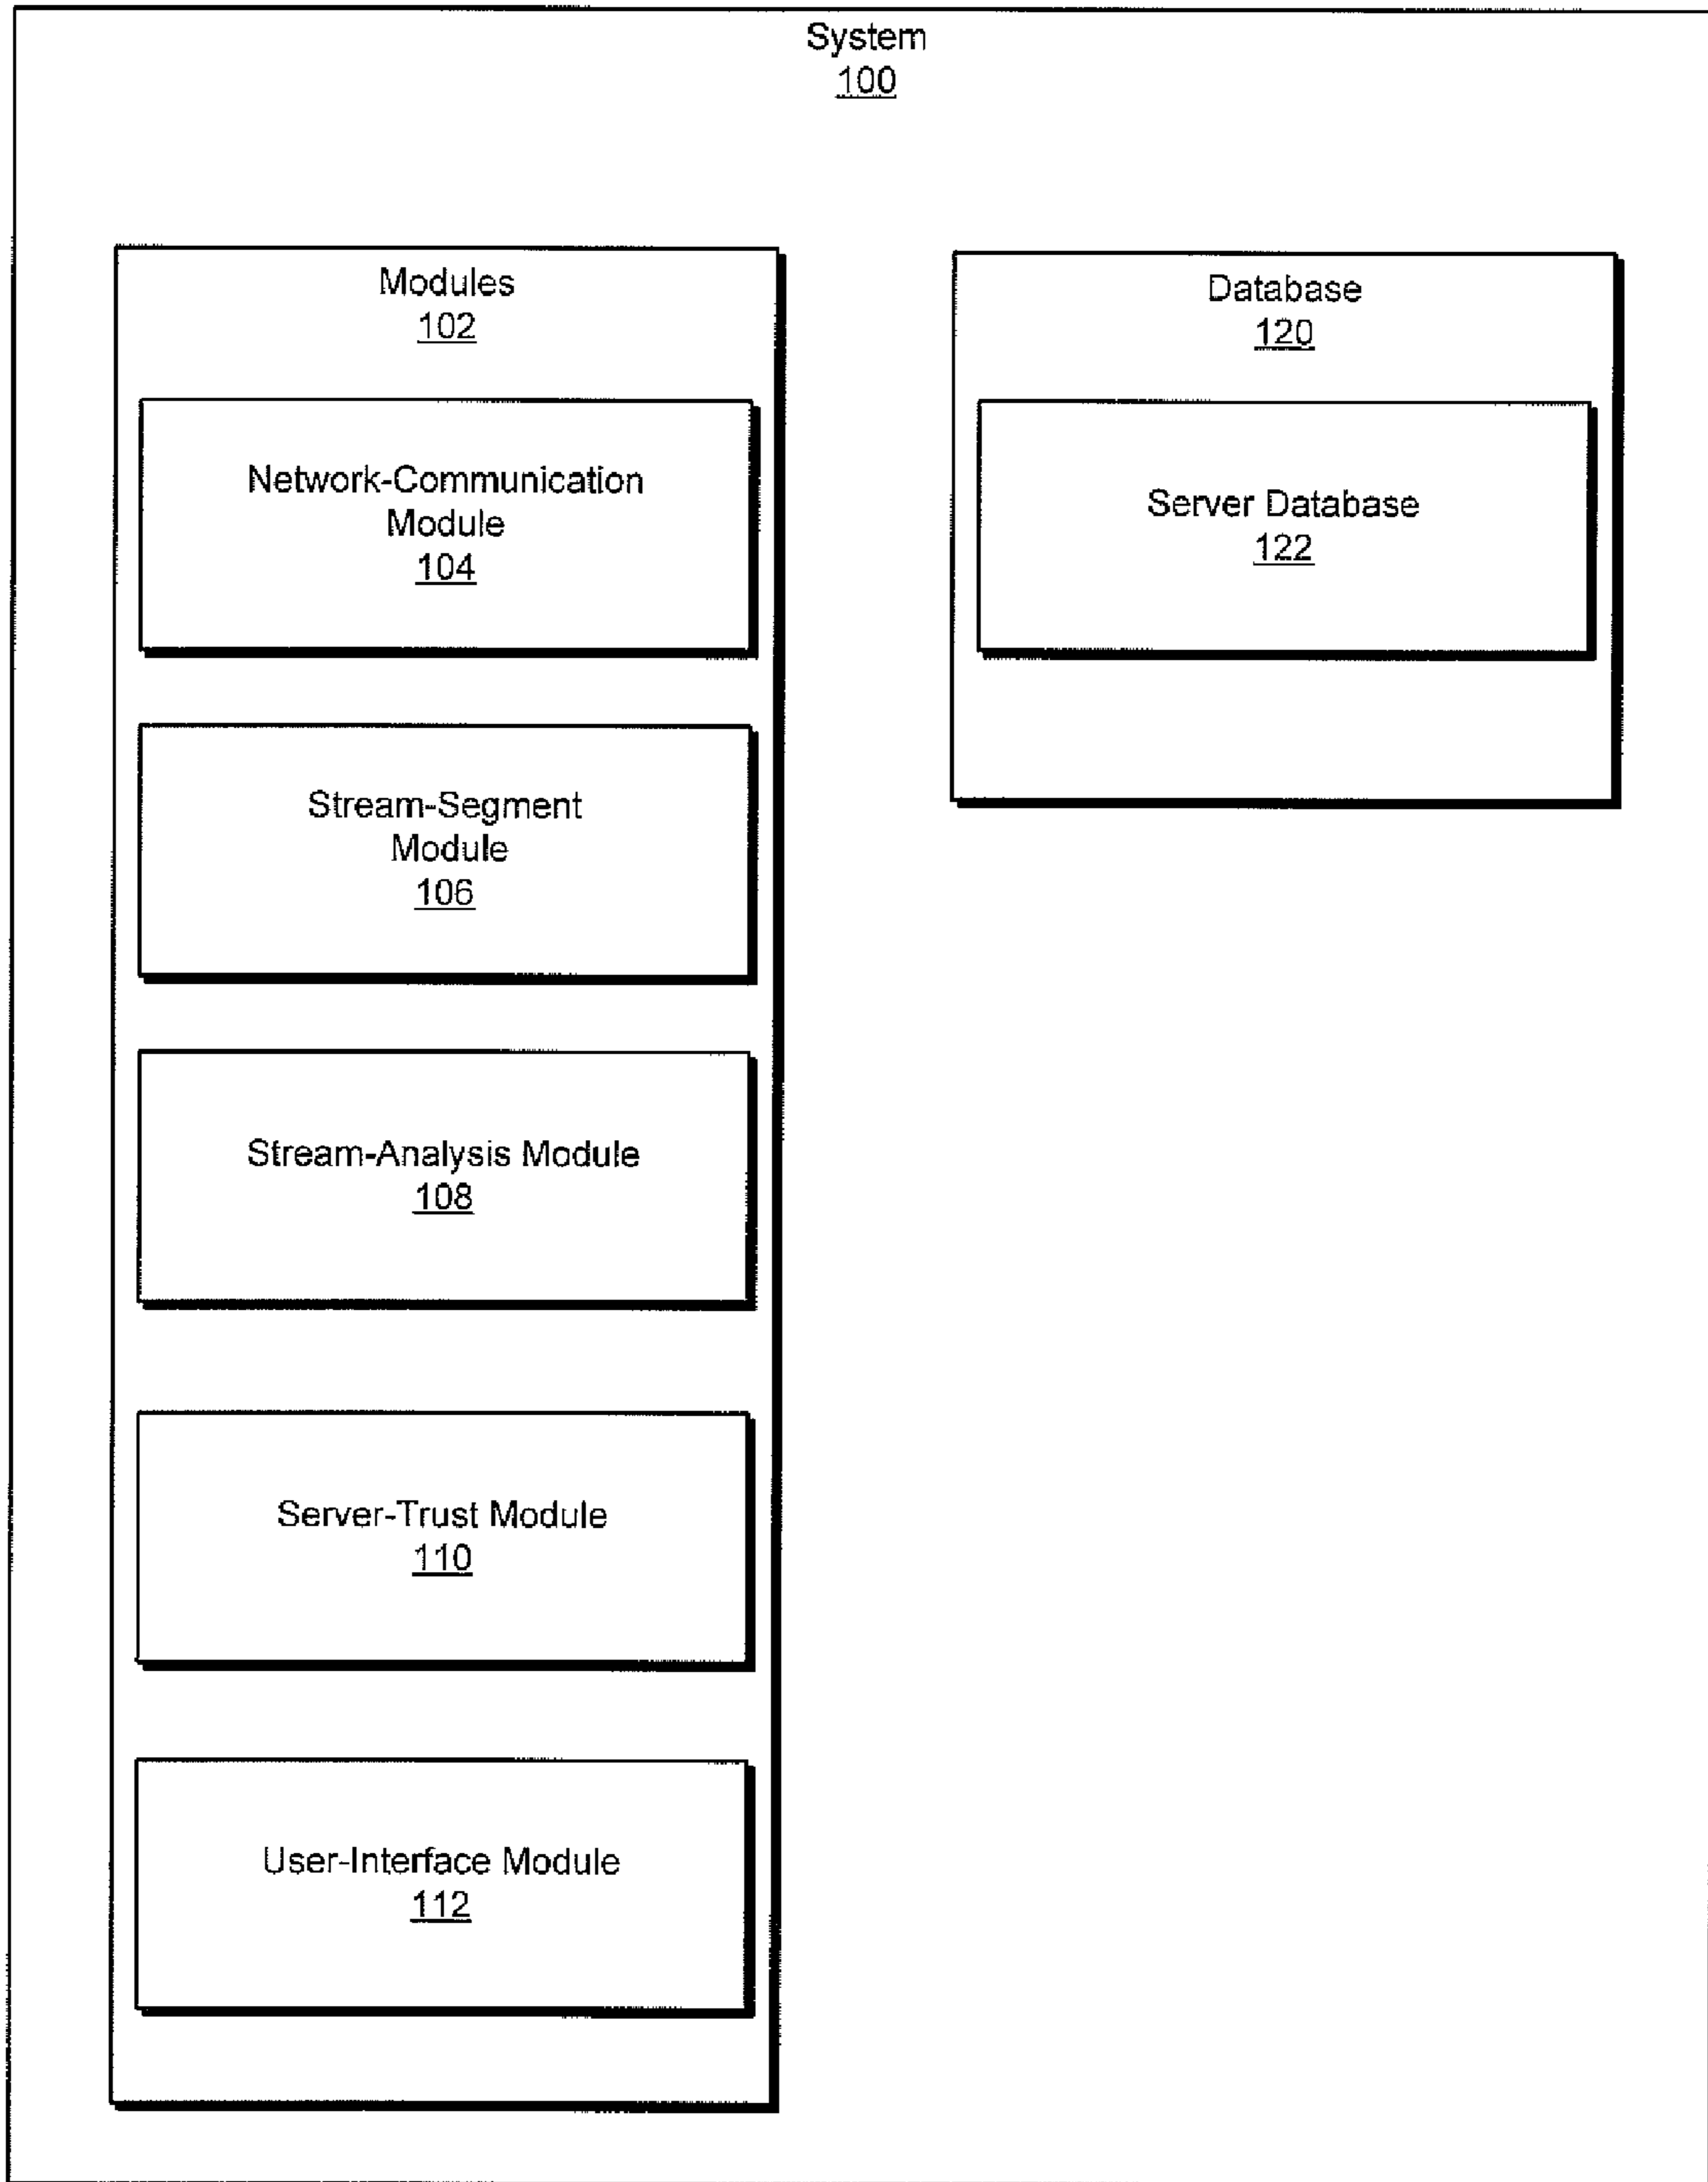 System
100
Modules
102
Network-Communication
Module
104
Stream-Segment
Module
106
Stream-Analysis Module
108
Server-Trust Module
110
User-Interface Module
112
Database
120
Server Database
122